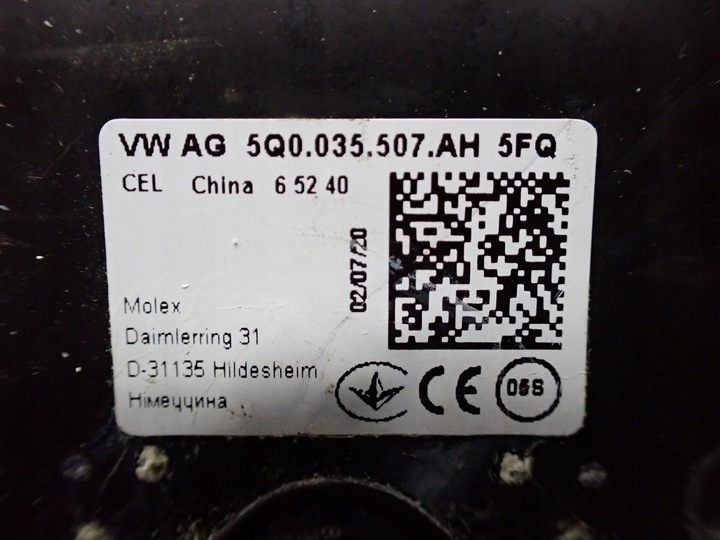 VW AG 5Q0.035.507.AH 5FQ
CEL China 6 52 40
02/07/20
Molex
Daimlerring 31
D-31135 Hildesheim
Німеччина
CE